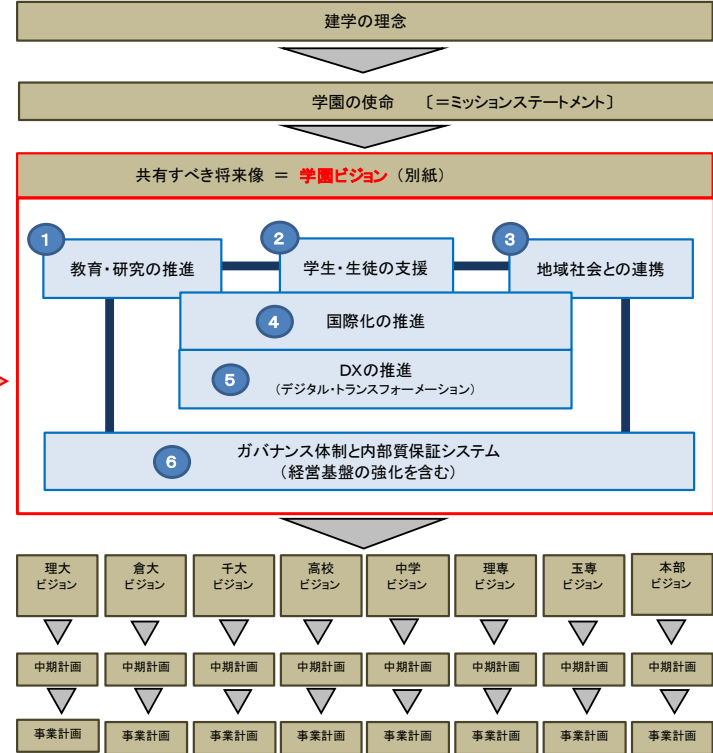 建学の理念
学園の使命　〔=ミッションステートメント〕
共有すべき将来像 = 学園ビジョン（別紙）
1
教育・研究の推進
2
学生・生徒の支援
3
地域社会との連携
4
国際化の推進
5
DXの推進
（デジタル・トランスフォーメーション）
6
ガバナンス体制と内部質保証システム
（経営基盤の強化を含む）
理大
ビジョン
倉大
ビジョン
千大
ビジョン
高校
ビジョン
中学
ビジョン
理専
ビジョン
玉専
ビジョン
本部
ビジョン
中期計画 中期計画 中期計画 中期計画 中期計画 中期計画 中期計画 中期計画
事業計画 事業計画 事業計画 事業計画 事業計画 事業計画 事業計画 事業計画